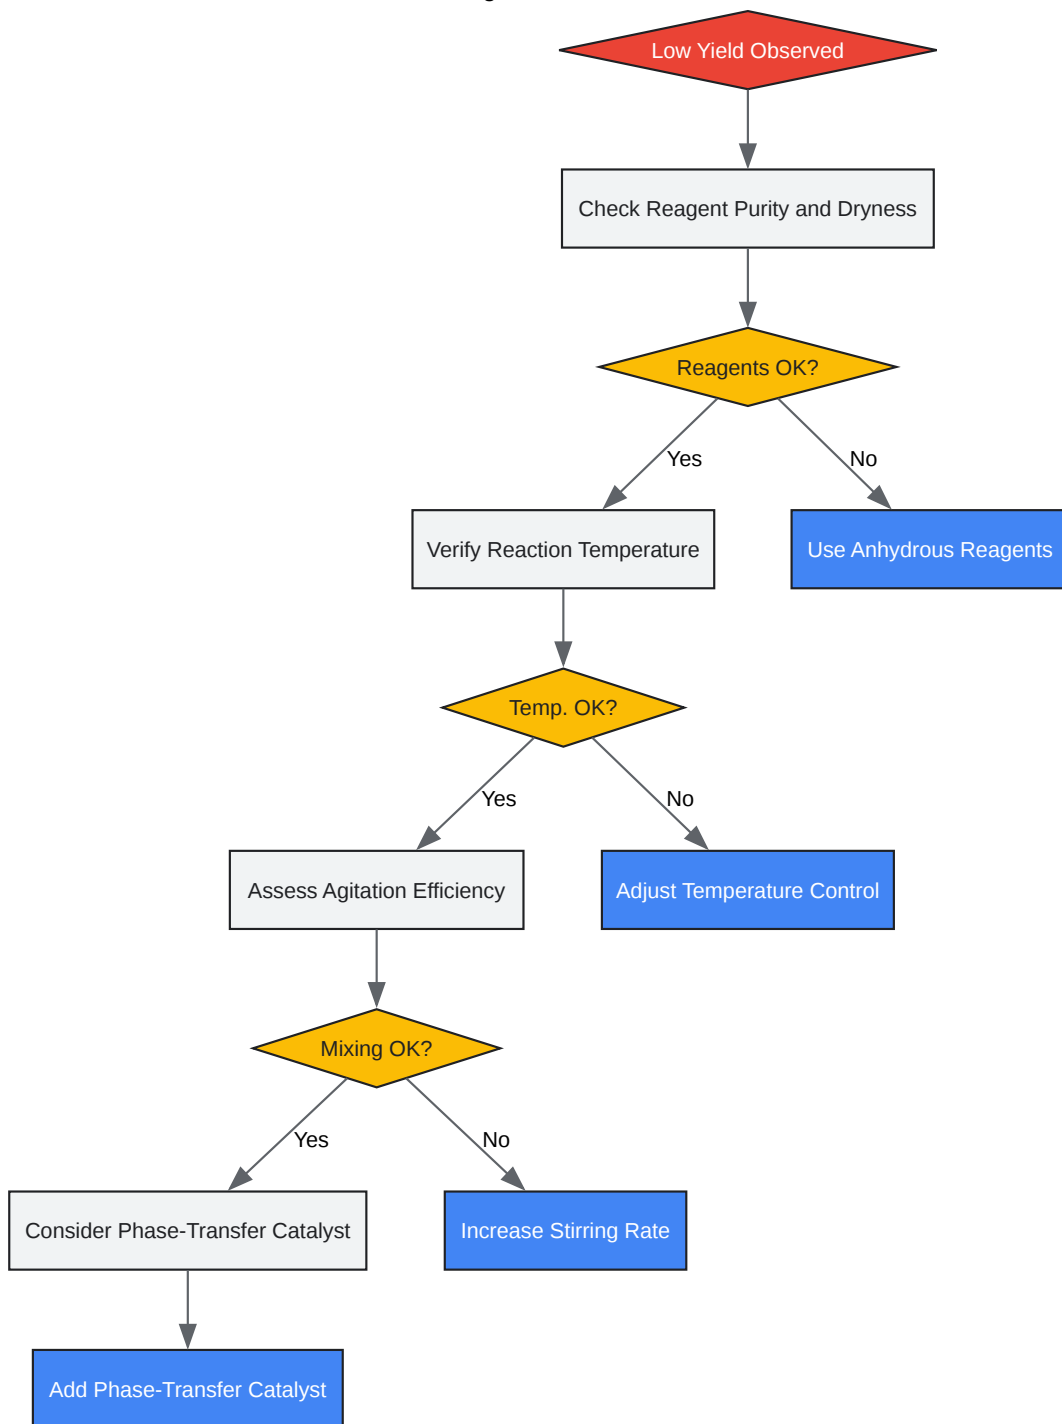 Low Yield Observed
Check Reagent Purity and Dryness
Reagents OK?
Yes
No
Verify Reaction Temperature
Use Anhydrous Reagents
Temp. OK?
Yes
No
Assess Agitation Efficiency
Adjust Temperature Control
Mixing OK?
Yes
No
Consider Phase-Transfer Catalyst
Increase Stirring Rate
Add Phase-Transfer Catalyst